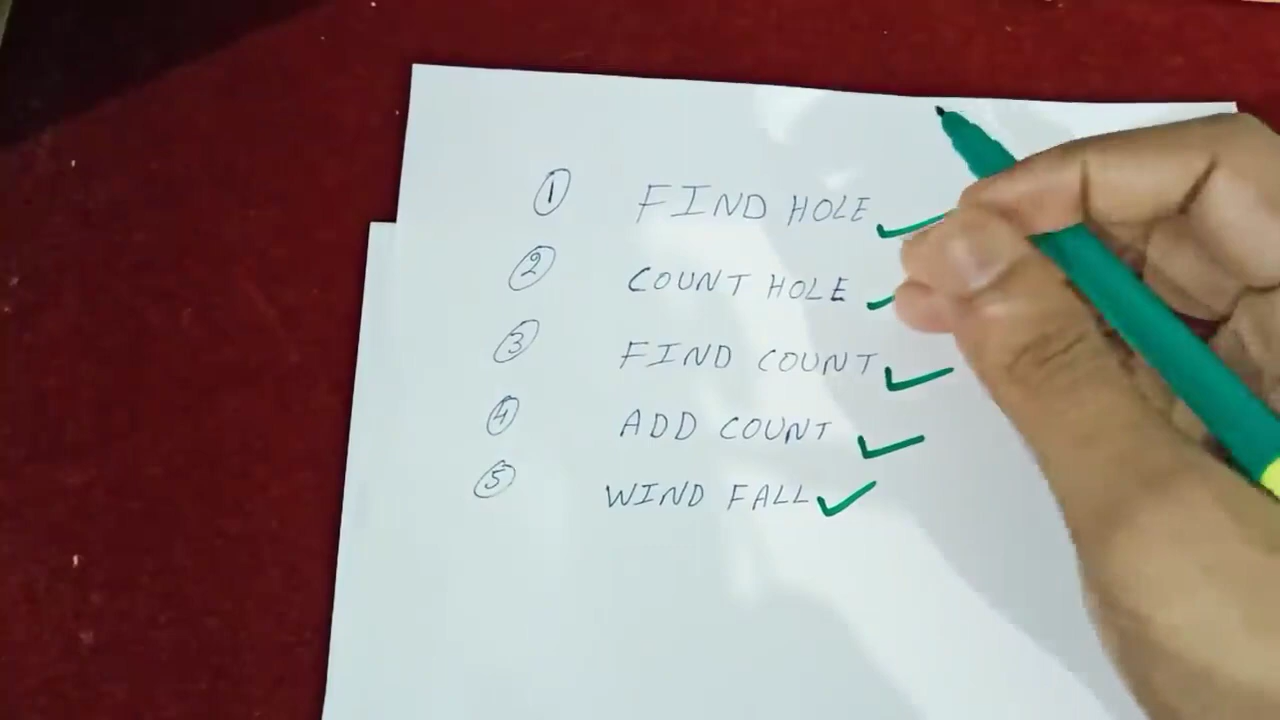 1 FIND HOLE ✓
2 COUNT HOLE ✓
3 FIND COUNT ✓
4 ADD COUNT ✓
5 WIND FALL ✓